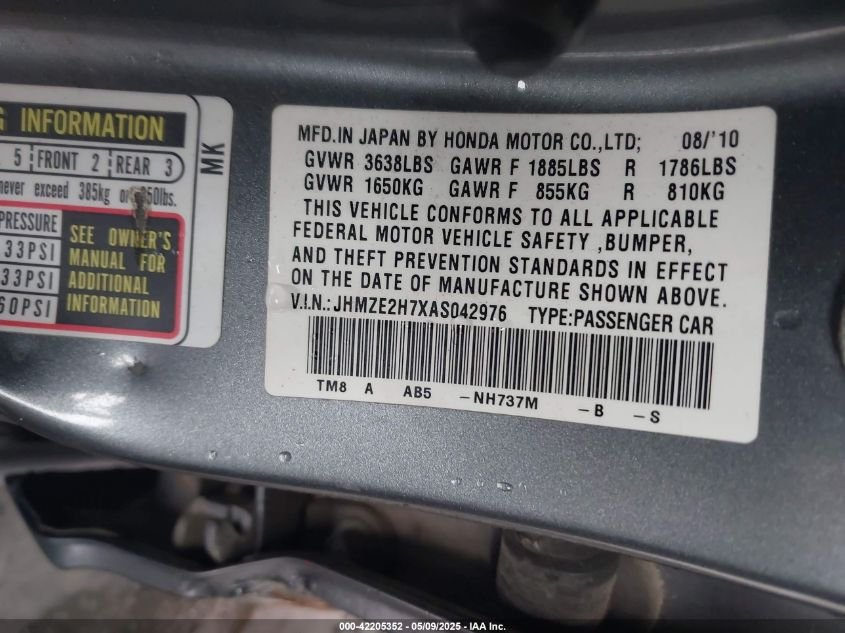 G INFORMATION
5 FRONT 2 REAR 3
never exceed 385kg or 850lbs.
PRESSURE
33PSI
33PSI
60PSI
SEE OWNER'S
MANUAL FOR
ADDITIONAL
INFORMATION
MK
MFD.IN JAPAN BY HONDA MOTOR CO.,LTD; 08/'10
GVWR 3638LBS GAWR F 1885LBS R 1786LBS
GVWR 1650KG GAWR F 855KG R 810KG
THIS VEHICLE CONFORMS TO ALL APPLICABLE
FEDERAL MOTOR VEHICLE SAFETY ,BUMPER,
AND THEFT PREVENTION STANDARDS IN EFFECT
ON THE DATE OF MANUFACTURE SHOWN ABOVE.
V.I.N.:JHMZE2H7XAS042976 TYPE:PASSENGER CAR
TM8 A AB5 -NH737M -B -S
000-42205352 - 05/09/2025 - IAA Inc.